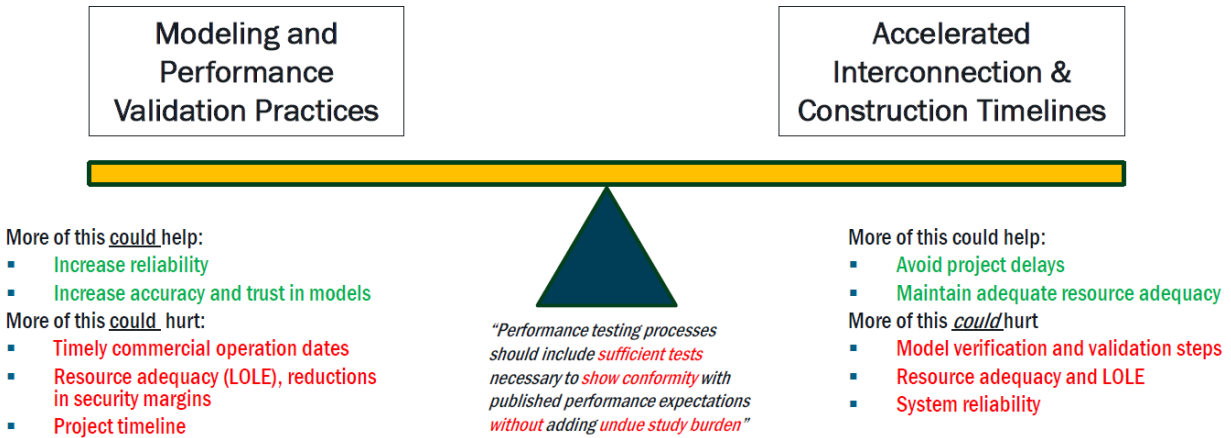 Modeling and
Performance
Validation Practices
Accelerated
Interconnection &
Construction Timelines
More of this could help:
▪ Increase reliability
▪ Increase accuracy and trust in models
More of this could hurt:
▪ Timely commercial operation dates
▪ Resource adequacy (LOLE), reductions
in security margins
▪ Project timeline
“Performance testing processes
should include sufficient tests
necessary to show conformity with
published performance expectations
without adding undue study burden”
More of this could help:
▪ Avoid project delays
▪ Maintain adequate resource adequacy
More of this could hurt
▪ Model verification and validation steps
▪ Resource adequacy and LOLE
▪ System reliability